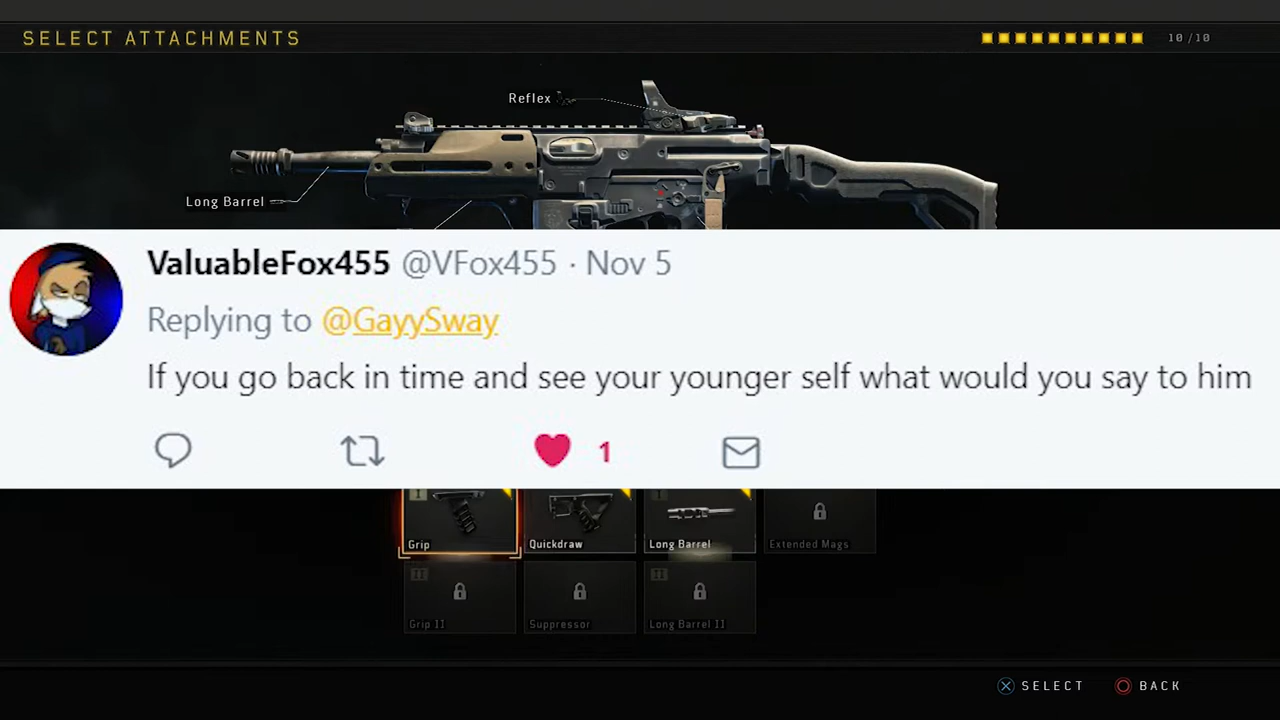 SELECT ATTACHMENTS
10/10
Reflex
Long Barrel
ValuableFox455 @VFox455 · Nov 5
Replying to @GayySway
If you go back in time and see your younger self what would you say to him
1
I
I
Grip
Quickdraw
Long Barrel
Extended Mags
II
II
Grip II
Suppressor
Long Barrel II
SELECT
BACK